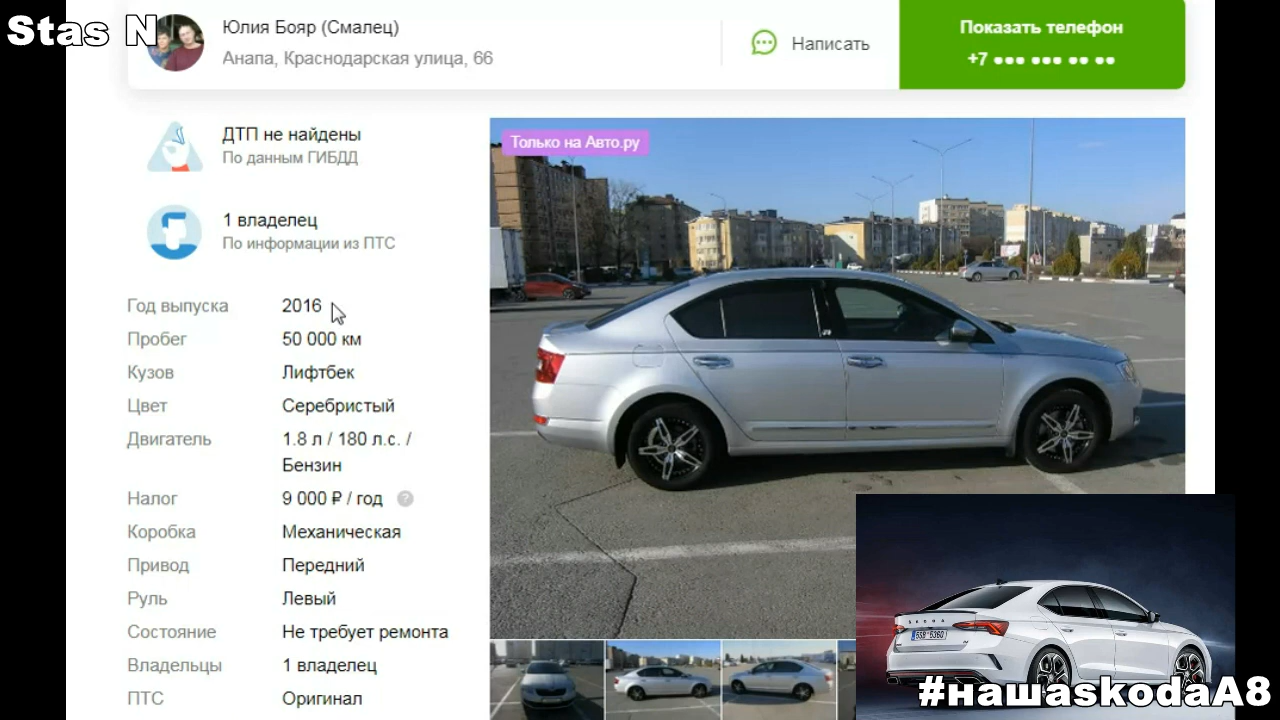 Stas N
Юлия Бояр (Смалец)
Анапа, Краснодарская улица, 66
Написать
Показать телефон
+7 ●●● ●●● ●● ●●
ДТП не найдены
По данным ГИБДД
1 владелец
По информации из ПТС
Только на Авто.ру
Год выпуска 2016
Пробег 50 000 км
Кузов Лифтбек
Цвет Серебристый
Двигатель 1.8 л / 180 л.с. /
Бензин
Налог 9 000 ₽ / год ?
Коробка Механическая
Привод Передний
Руль Левый
Состояние Не требует ремонта
Владельцы 1 владелец
ПТС Оригинал
SKODA
#нашаskodaA8